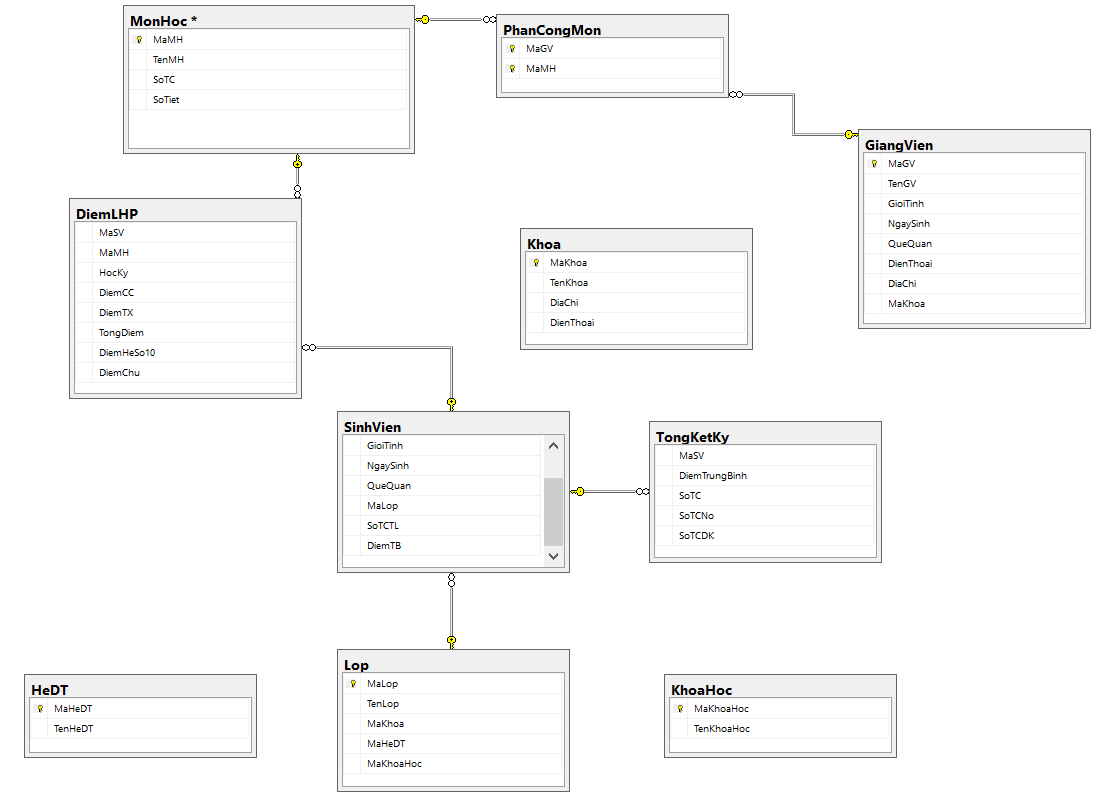 MonHoc *
MaMH
TenMH
SoTC
SoTiet
PhanCongMon
MaGV
MaMH
GiangVien
MaGV
TenGV
GioiTinh
NgaySinh
QueQuan
DienThoai
DiaChi
MaKhoa
DiemLHP
MaSV
MaMH
HocKy
DiemCC
DiemTX
TongDiem
DiemHeSo10
DiemChu
Khoa
MaKhoa
TenKhoa
DiaChi
DienThoai
SinhVien
GioiTinh
NgaySinh
QueQuan
MaLop
SoTCTL
DiemTB
TongKetKy
MaSV
DiemTrungBinh
SoTC
SoTCNo
SoTCDK
HeDT
MaHeDT
TenHeDT
Lop
MaLop
TenLop
MaKhoa
MaHeDT
MaKhoaHoc
KhoaHoc
MaKhoaHoc
TenKhoaHoc